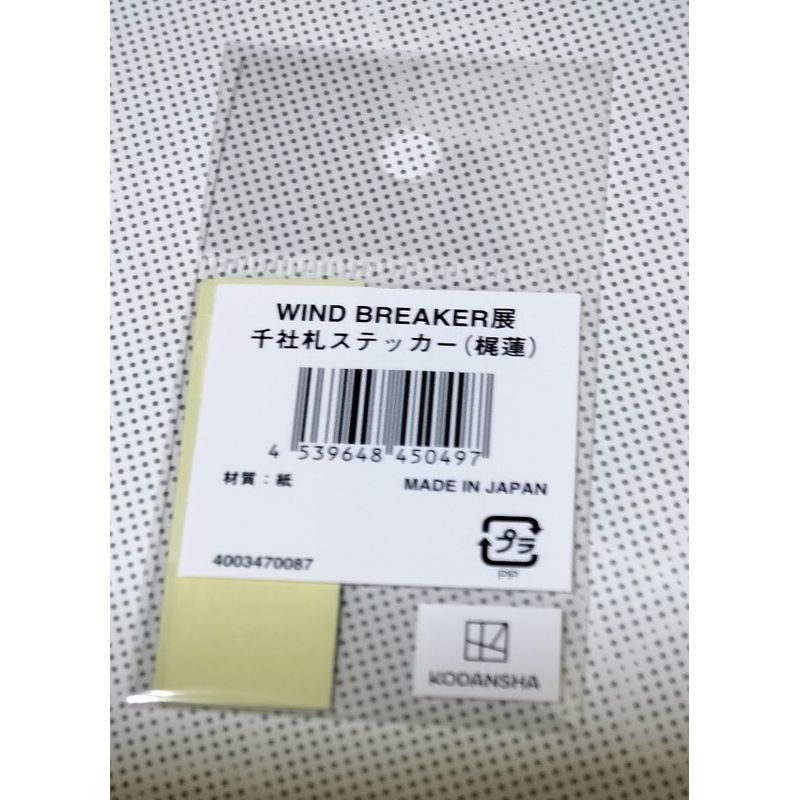 WIND BREAKER展
千社札ステッカー(梶蓮)
4 539648 450497
材質:紙
MADE IN JAPAN
プラ
PP
4003470087
KODANSHA